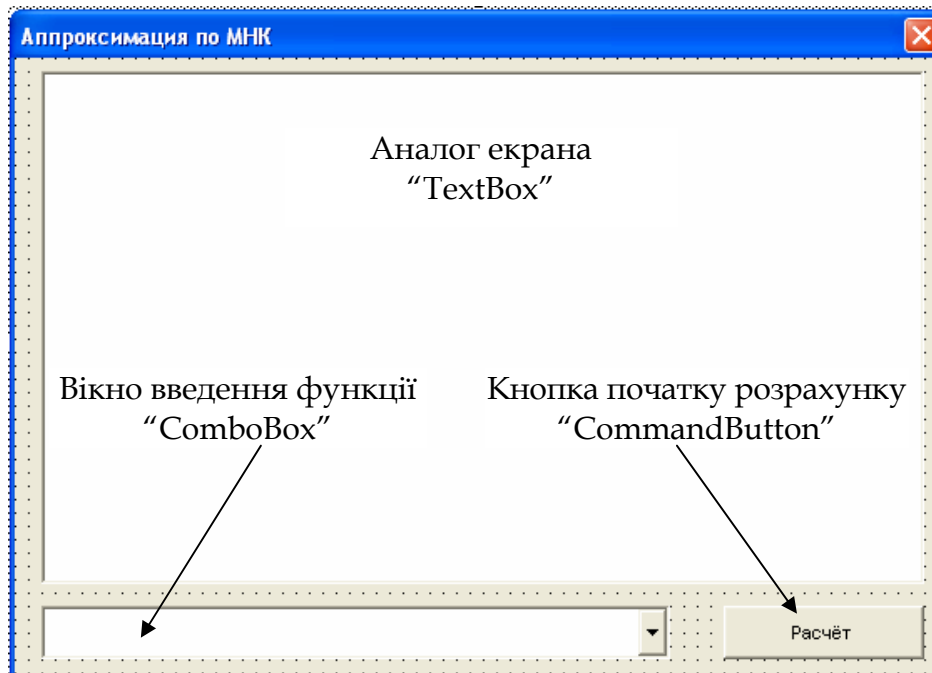 Аппроксимация по МНК
Аналог екрана
“TextBox”
Вікно введення функції
“ComboBox”
Кнопка початку розрахунку
“CommandButton”
Расчёт